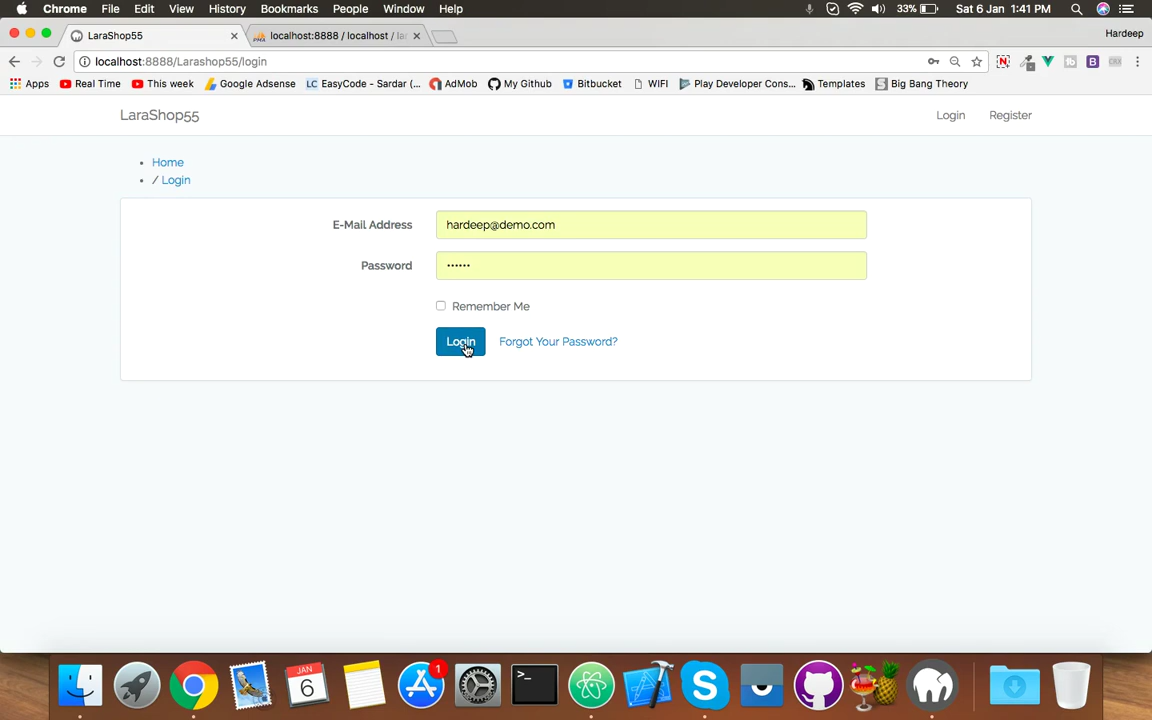 Chrome File Edit View History Bookmarks People Window Help 33% Sat 6 Jan 1:41 PM
LaraShop55 localhost:8888 / localhost / lar Hardeep
localhost:8888/Larashop55/login
Apps Real Time This week Google Adsense LC EasyCode - Sardar (... AdMob My Github Bitbucket WIFI Play Developer Cons... Templates Big Bang Theory
LaraShop55 Login Register
Home
/ Login
E-Mail Address hardeep@demo.com
Password ••••••
Remember Me
Login Forgot Your Password?
JAN
6
1